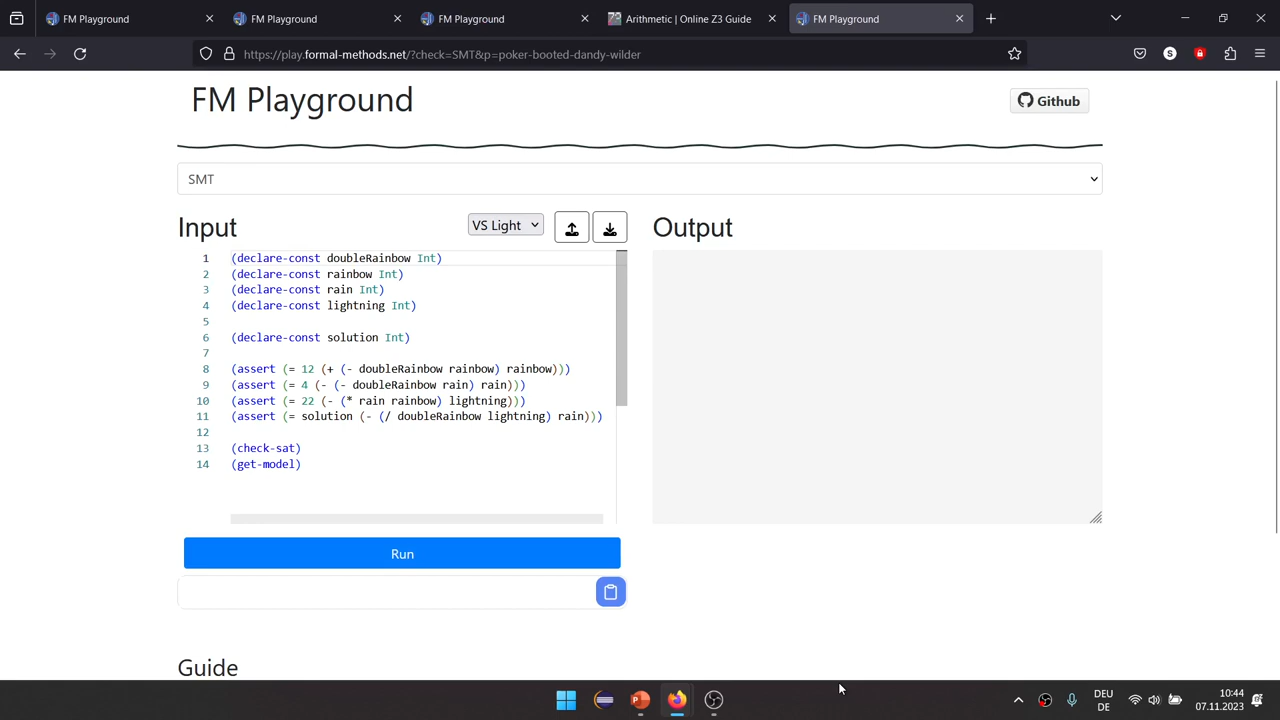 FM Playground
FM Playground
FM Playground
Arithmetic | Online Z3 Guide
FM Playground
https://play.formal-methods.net/?check=SMT&p=poker-booted-dandy-wilder
S
FM Playground
Github
SMT
Input
VS Light
Output
1 (declare-const doubleRainbow Int)
2 (declare-const rainbow Int)
3 (declare-const rain Int)
4 (declare-const lightning Int)
5
6 (declare-const solution Int)
7
8 (assert (= 12 (+ (- doubleRainbow rainbow) rainbow)))
9 (assert (= 4 (- (- doubleRainbow rain) rain)))
10 (assert (= 22 (- (* rain rainbow) lightning)))
11 (assert (= solution (- (/ doubleRainbow lightning) rain)))
12
13 (check-sat)
14 (get-model)
Run
Guide
DEU
DE
10:44
07.11.2023